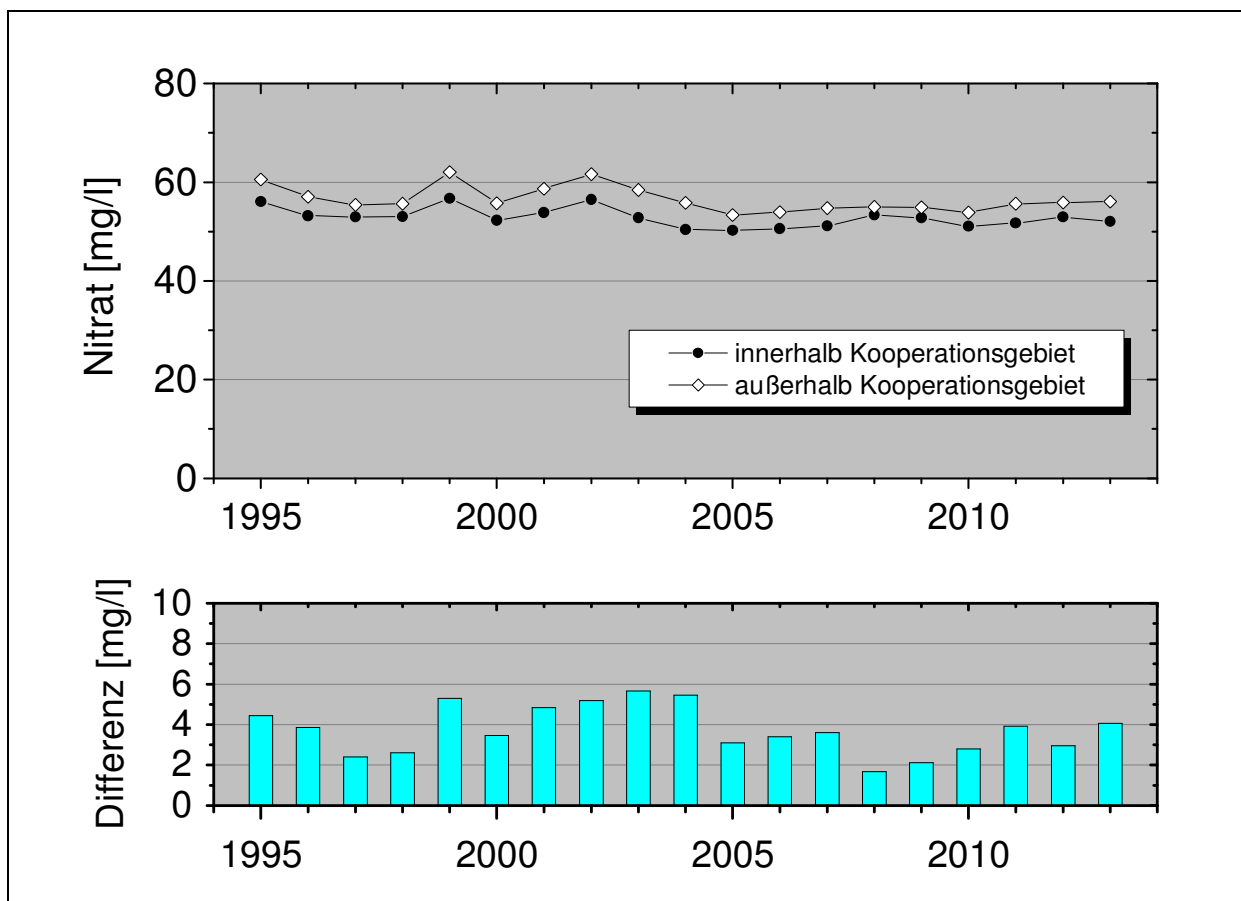 Nitrat [mg/l]
80
60
40
20
0
innerhalb Kooperationsgebiet
außerhalb Kooperationsgebiet
1995 2000 2005 2010
Differenz [mg/l]
10
8
6
4
2
0
1995 2000 2005 2010